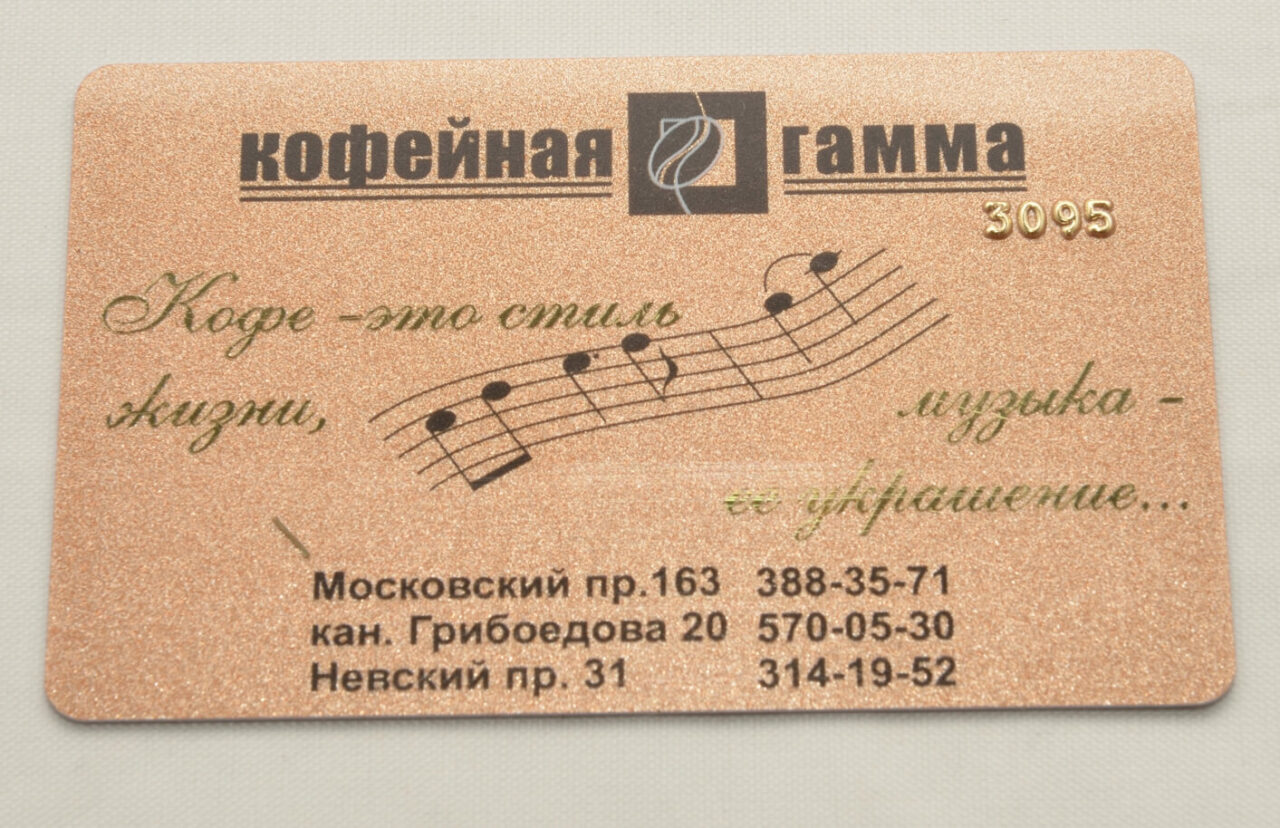 кофейная гамма
3095
Кофе -это стиль
жизни,
музыка -
ее украшение...
Московский пр.163 388-35-71
кан. Грибоедова 20 570-05-30
Невский пр. 31 314-19-52